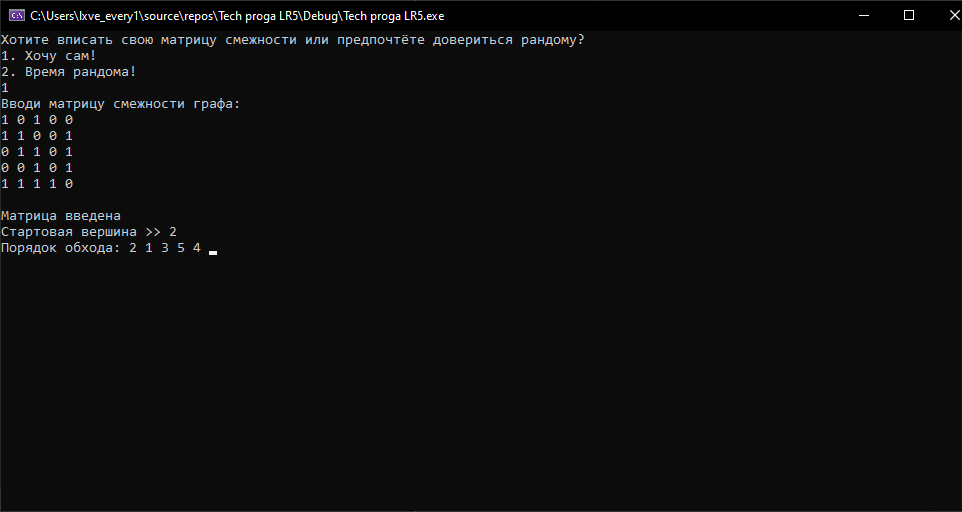 C:\Users\lxve_every1\source\repos\Tech proga LR5\Debug\Tech proga LR5.exe
Хотите вписать свою матрицу смежности или предпочтёте довериться рандому?
1. Хочу сам!
2. Время рандома!
1
Вводи матрицу смежности графа:
1 0 1 0 0
1 1 0 0 1
0 1 1 0 1
0 0 1 0 1
1 1 1 1 0
Матрица введена
Стартовая вершина >> 2
Порядок обхода: 2 1 3 5 4